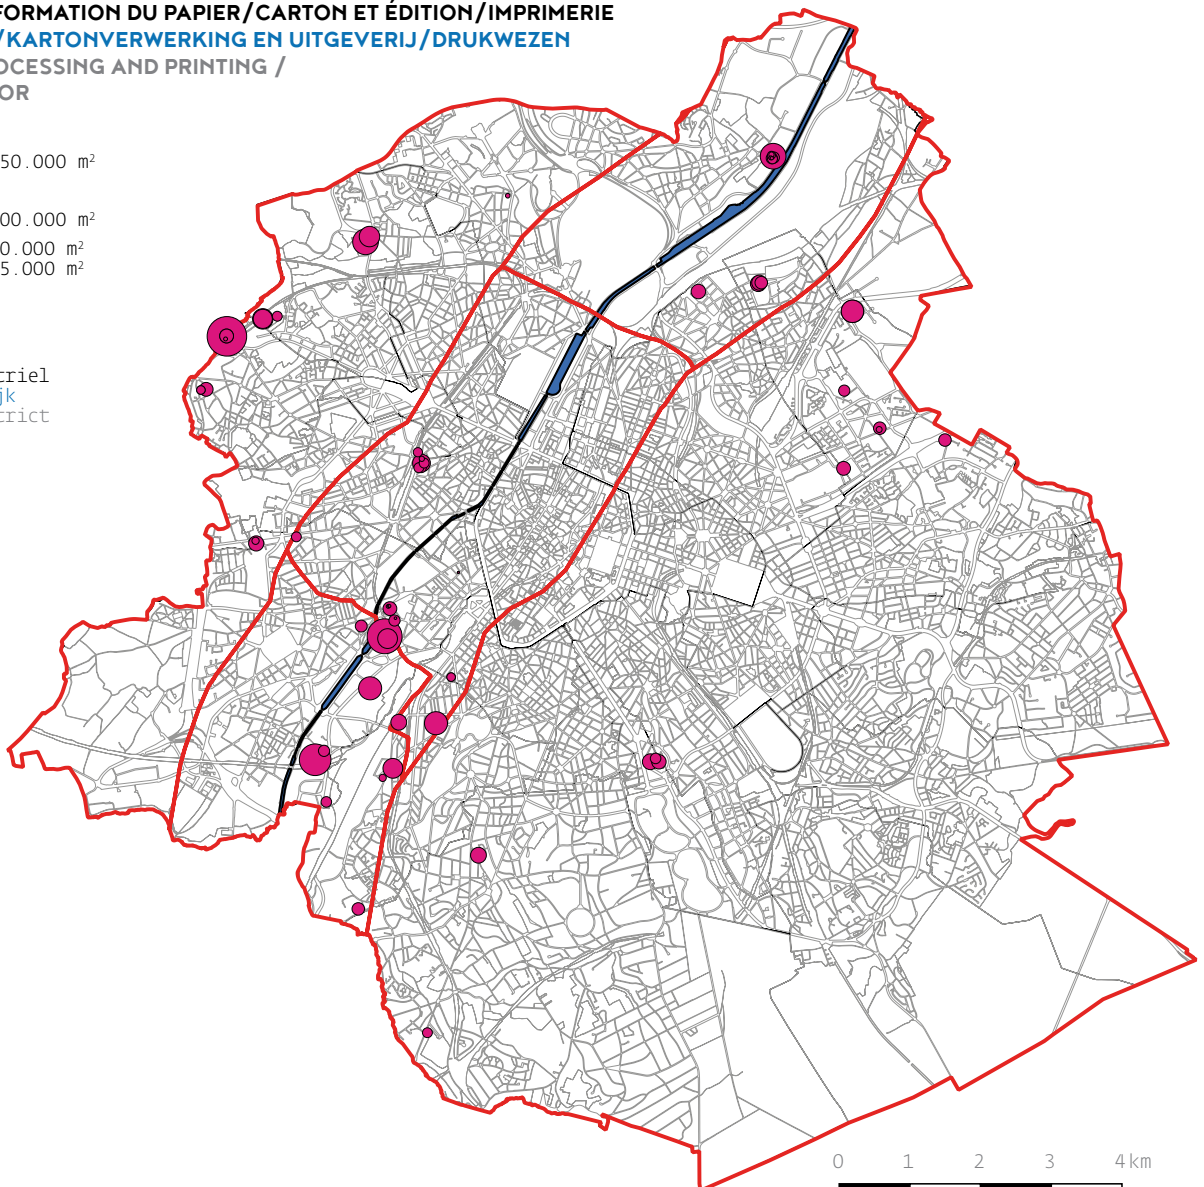 FORMATION DU PAPIER/CARTON ET ÉDITION/IMPRIMERIE
/KARTONVERWERKING EN UITGEVERIJ/DRUKWEZEN
OCESSING AND PRINTING /
OR
50.000 m²
00.000 m²
0.000 m²
5.000 m²
triel
jk
trict
0 1 2 3 4km